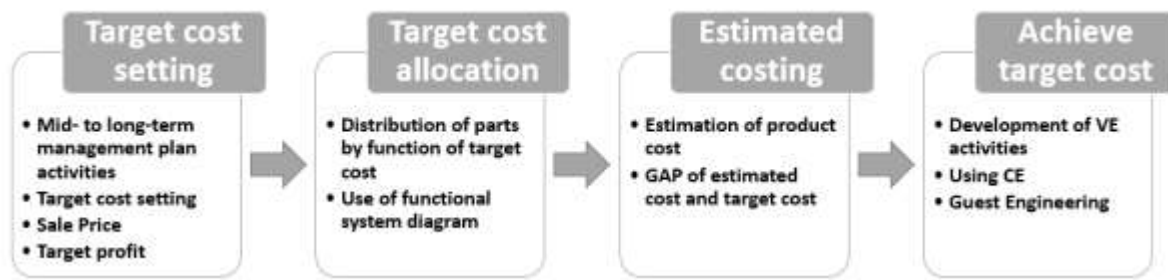 Target cost
setting
• Mid- to long-term
management plan
activities
• Target cost setting
• Sale Price
• Target profit
Target cost
allocation
• Distribution of parts
by function of target
cost
• Use of functional
system diagram
Estimated
costing
• Estimation of product
cost
• GAP of estimated
cost and target cost
Achieve
target cost
• Development of VE
activities
• Using CE
• Guest Engineering